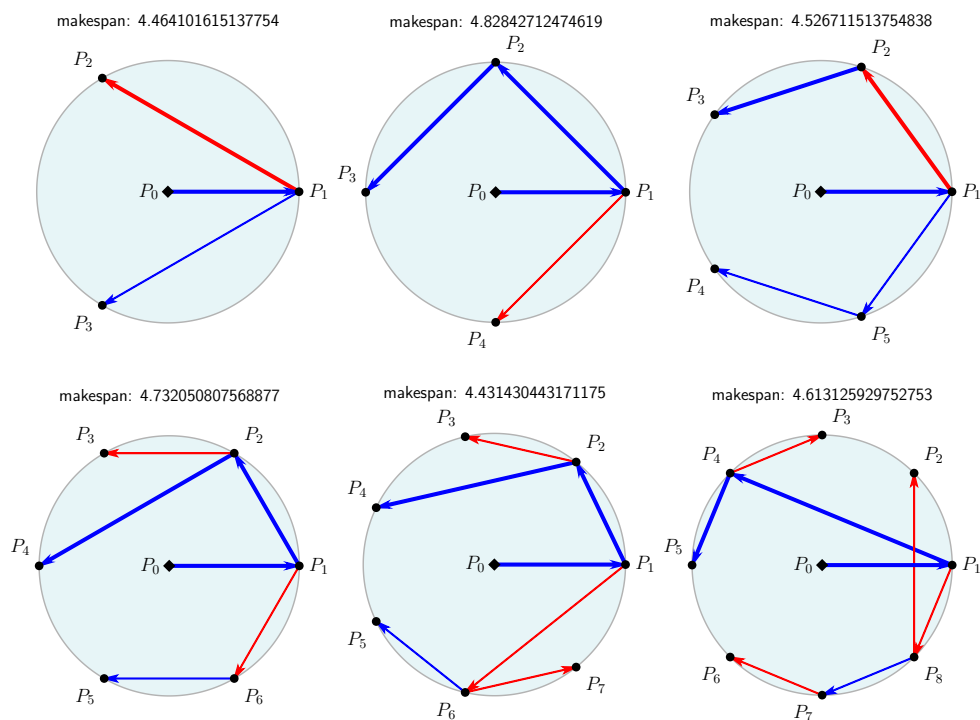 makespan: 4.464101615137754
P2
P0
P1
P3
makespan: 4.82842712474619
P2
P3
P0
P1
P4
makespan: 4.526711513754838
P2
P3
P0
P1
P4
P5
makespan: 4.732050807568877
P3
P2
P4
P0
P1
P5
P6
makespan: 4.431430443171175
P3
P2
P4
P0
P1
P5
P7
P6
makespan: 4.613125929752753
P3
P4
P2
P5
P0
P1
P6
P8
P7